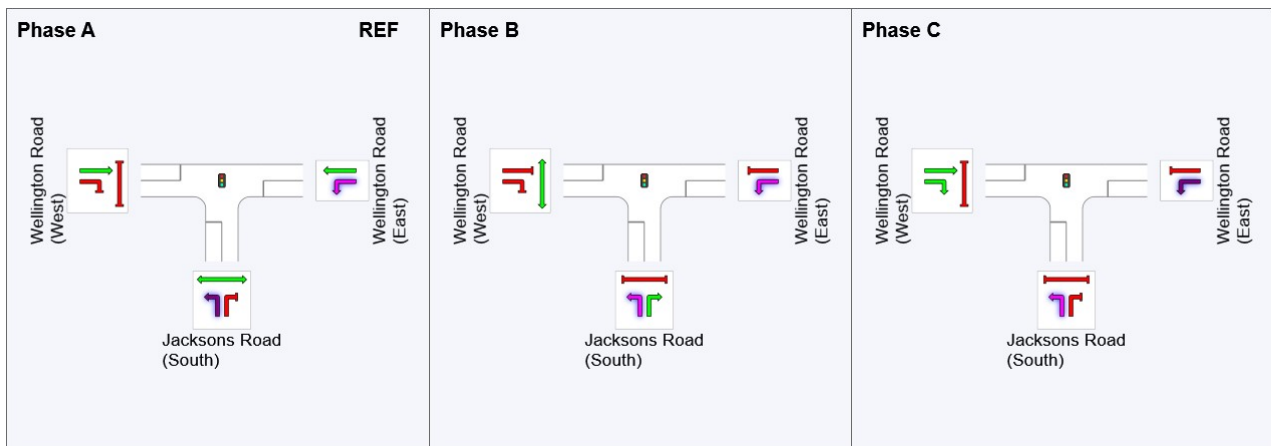 Phase A
REF
Wellington Road
(West)
Wellington Road
(East)
Jacksons Road
(South)
Phase B
Wellington Road
(West)
Wellington Road
(East)
Jacksons Road
(South)
Phase C
Wellington Road
(West)
Wellington Road
(East)
Jacksons Road
(South)